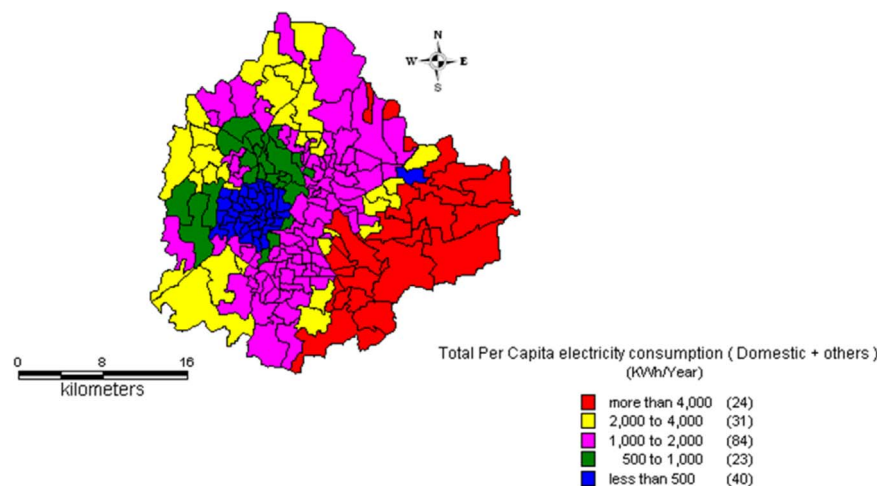 N
W E
S
0 8 16
kilometers
Total Per Capita electricity consumption ( Domestic + others )
(KWh/Year)
more than 4,000 (24)
2,000 to 4,000 (31)
1,000 to 2,000 (84)
500 to 1,000 (23)
less than 500 (40)